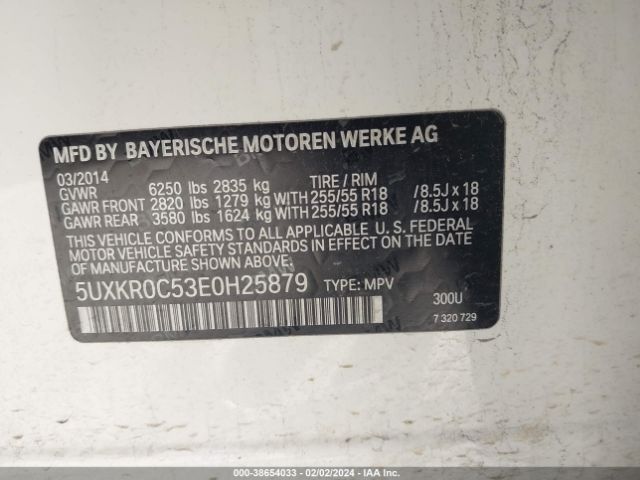 MFD BY BAYERISCHE MOTOREN WERKE AG
03/2014
GVWR 6250 lbs 2835 kg TIRE / RIM
GAWR FRONT 2820 lbs 1279 kg WITH 255/55 R18 /8.5J x 18
GAWR REAR 3580 lbs 1624 kg WITH 255/55 R18 /8.5J x 18
THIS VEHICLE CONFORMS TO ALL APPLICABLE U. S. FEDERAL
MOTOR VEHICLE SAFETY STANDARDS IN EFFECT ON THE DATE
OF MANUFACTURE SHOWN ABOVE.
5UXKR0C53E0H25879 TYPE: MPV
300U
7 320 729
000-38654033 - 02/02/2024 - IAA Inc.